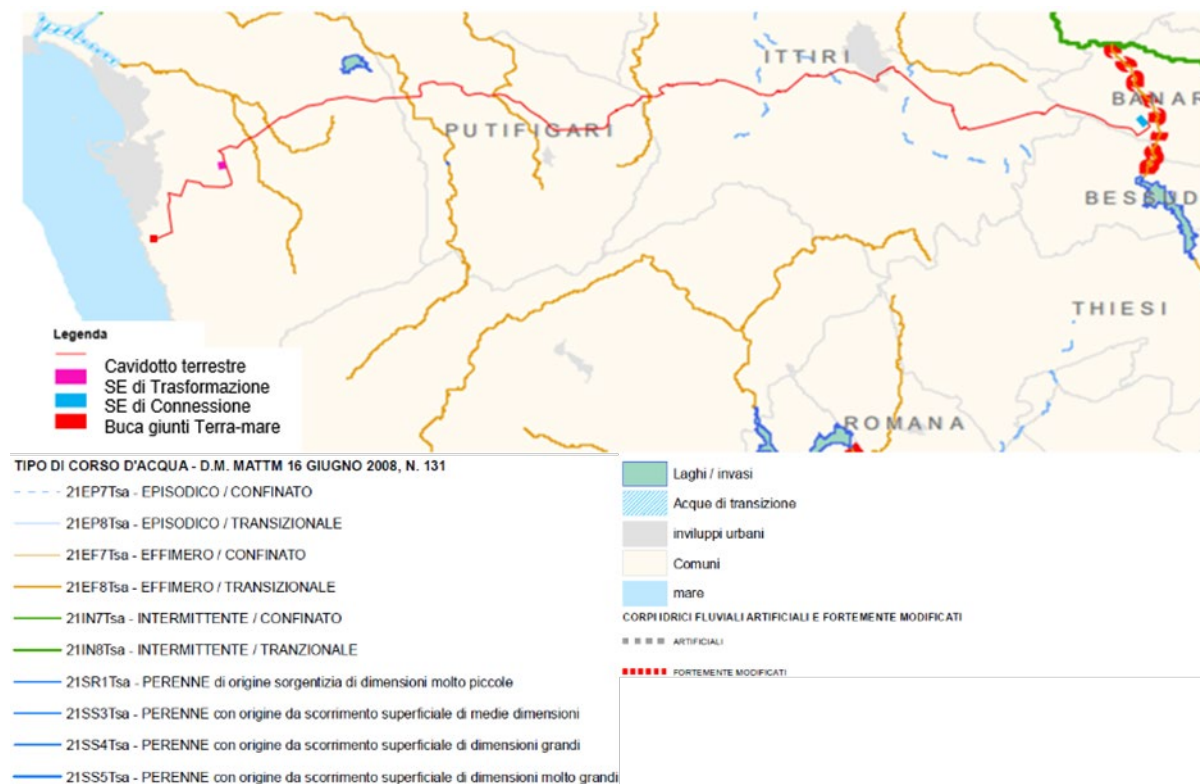 ITTIRI
BANAR
PUTIFIGARI
BESSUD
THIESI
ROMANA
Legenda
Cavidotto terrestre
SE di Trasformazione
SE di Connessione
Buca giunti Terra-mare
TIPO DI CORSO D'ACQUA - D.M. MATTM 16 GIUGNO 2008, N. 131
21EP7Tsa - EPISODICO / CONFINATO
21EP8Tsa - EPISODICO / TRANSIZIONALE
21EF7Tsa - EFFIMERO / CONFINATO
21EF8Tsa - EFFIMERO / TRANSIZIONALE
21IN7Tsa - INTERMITTENTE / CONFINATO
21IN8Tsa - INTERMITTENTE / TRANZIONALE
21SR1Tsa - PERENNE di origine sorgentizia di dimensioni molto piccole
21SS3Tsa - PERENNE con origine da scorrimento superficiale di medie dimensioni
21SS4Tsa - PERENNE con origine da scorrimento superficiale di dimensioni grandi
21SS5Tsa - PERENNE con origine da scorrimento superficiale di dimensioni molto grandi
Laghi / invasi
Acque di transizione
inviluppi urbani
Comuni
mare
CORPI IDRICI FLUVIALI ARTIFICIALI E FORTEMENTE MODIFICATI
ARTIFICIALI
FORTEMENTE MODIFICATI